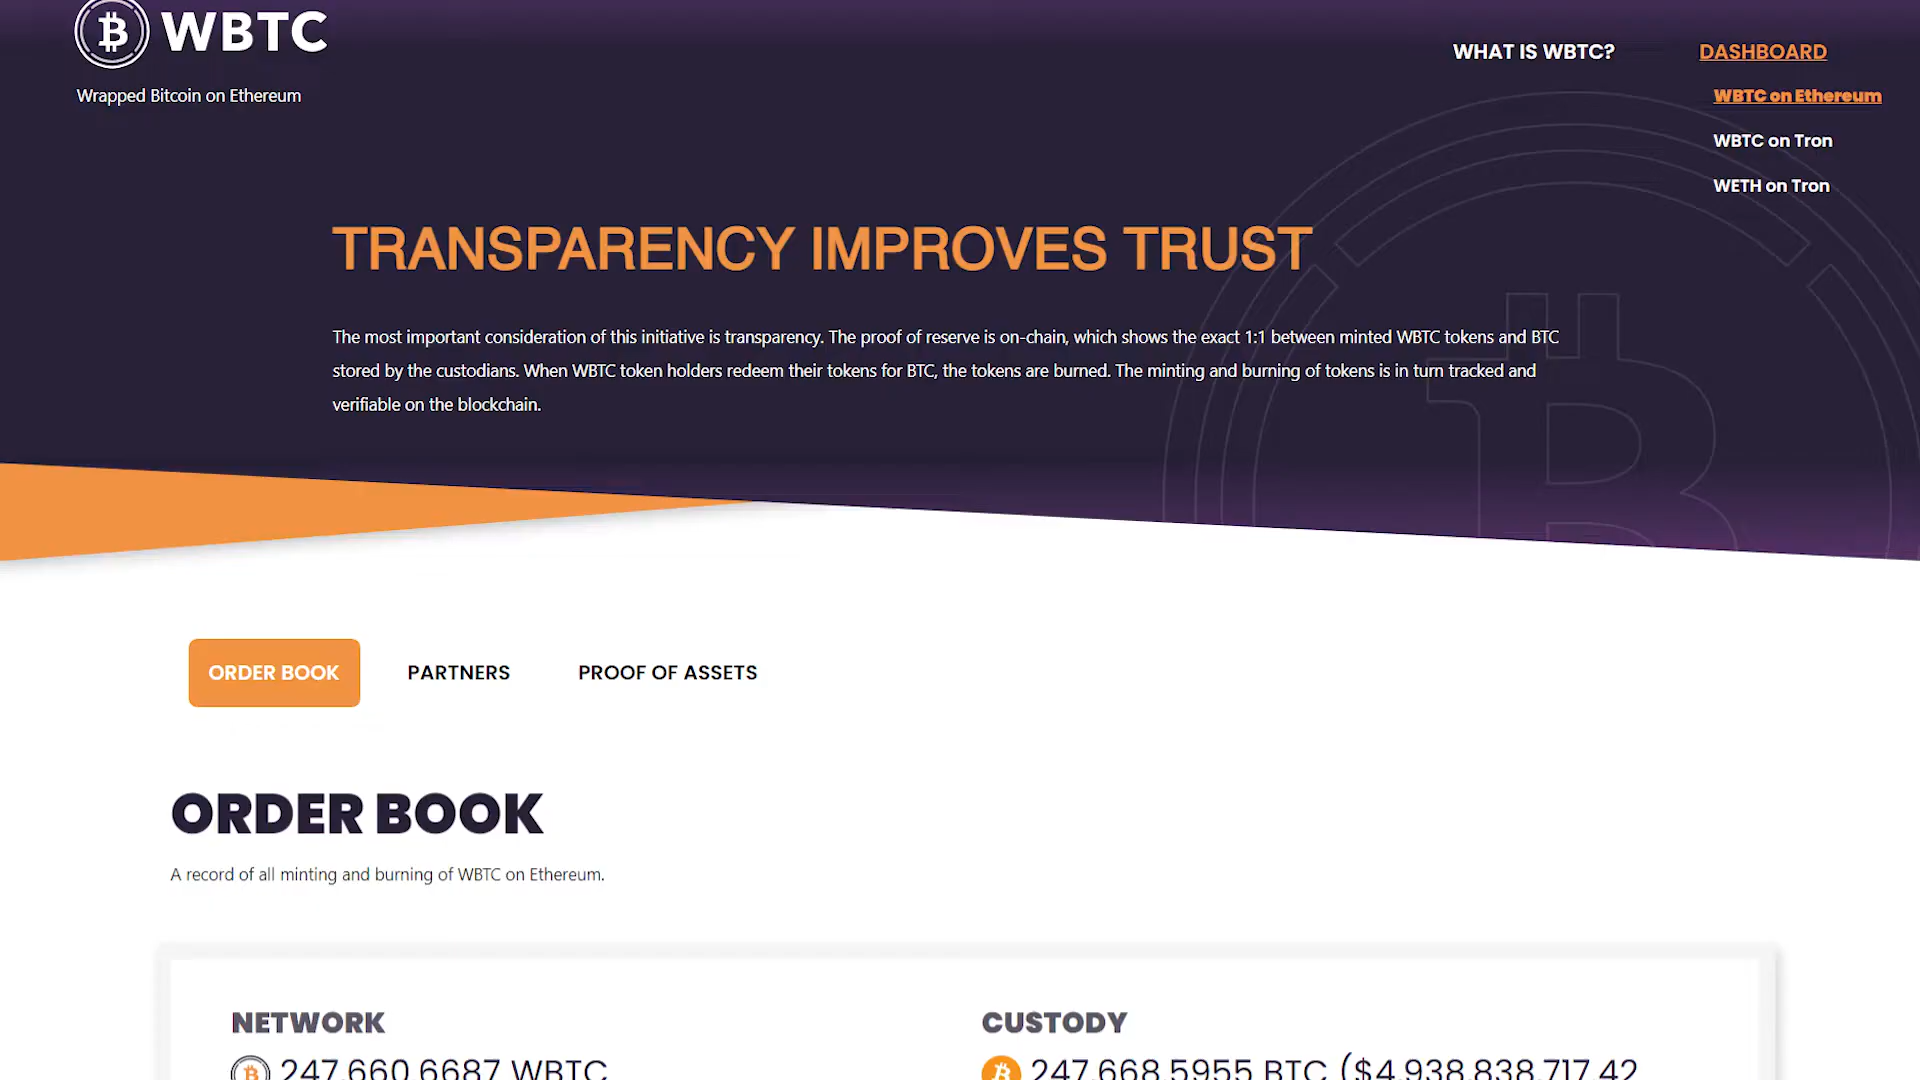 WBTC
Wrapped Bitcoin on Ethereum
WHAT IS WBTC?
DASHBOARD
WBTC on Ethereum
WBTC on Tron
WETH on Tron
TRANSPARENCY IMPROVES TRUST
The most important consideration of this initiative is transparency. The proof of reserve is on-chain, which shows the exact 1:1 between minted WBTC tokens and BTC
stored by the custodians. When WBTC token holders redeem their tokens for BTC, the tokens are burned. The minting and burning of tokens is in turn tracked and
verifiable on the blockchain.
ORDER BOOK
PARTNERS
PROOF OF ASSETS
ORDER BOOK
A record of all minting and burning of WBTC on Ethereum.
NETWORK
247,660.6687 WBTC
CUSTODY
247,668.5955 BTC ($4,938,838,717.42